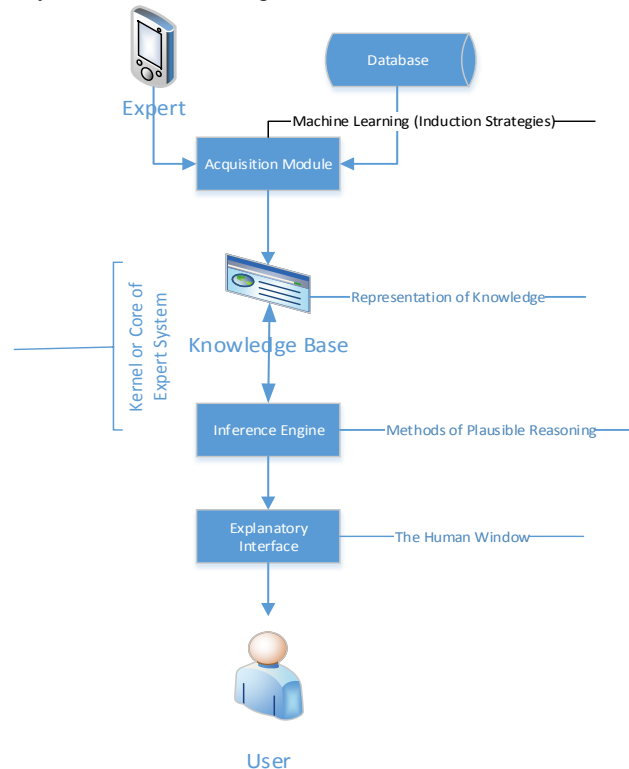 Database
Expert
Machine Learning (Induction Strategies)
Acquisition Module
Representation of Knowledge
Kernel or Core of
Expert System
Knowledge Base
Inference Engine
Methods of Plausible Reasoning
Explanatory
Interface
The Human Window
User